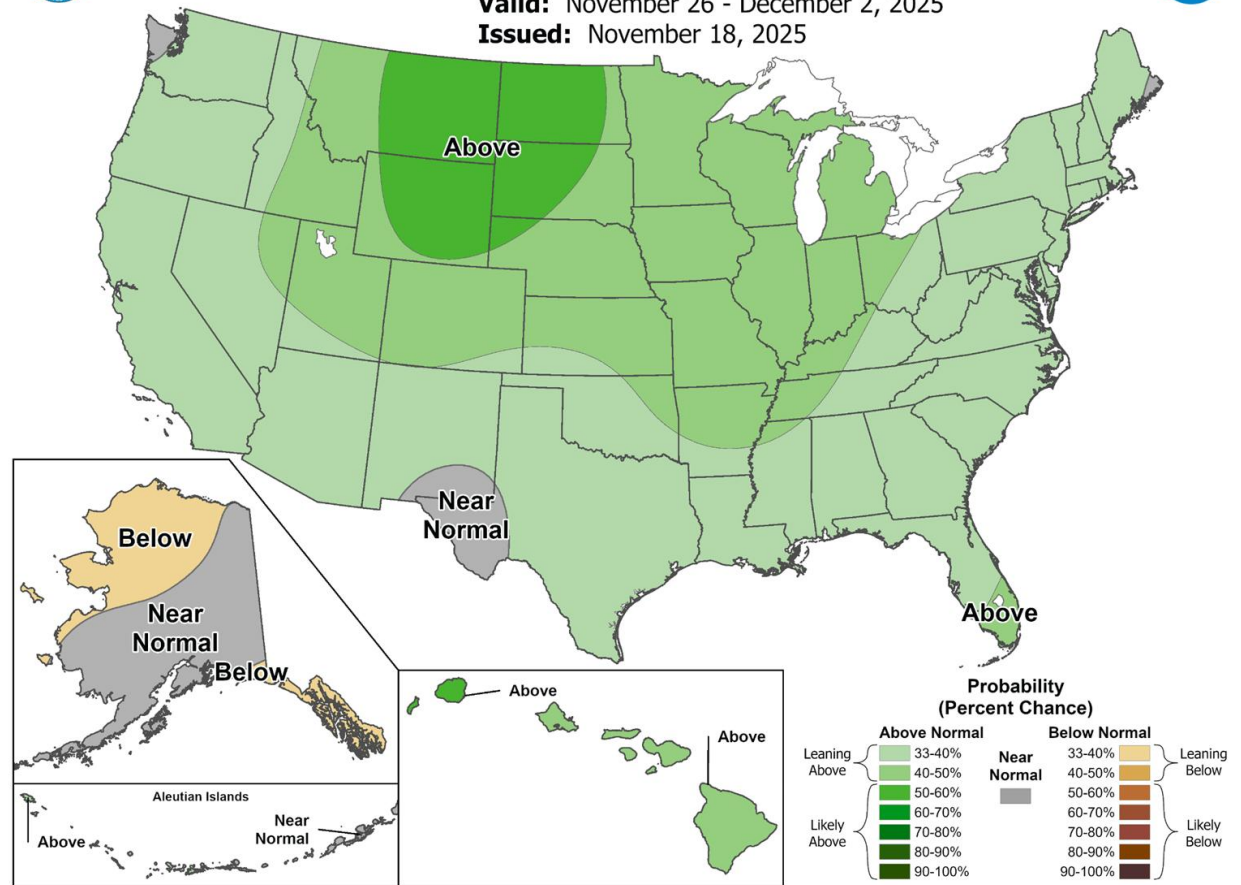 Valid: November 26 - December 2, 2025
Issued: November 18, 2025
Above
Near
Normal
Below
Near
Normal
Below
Above
Above
Above
Aleutian Islands
Above
Near
Normal
Probability
(Percent Chance)
Above Normal
Below Normal
Leaning
Above
33-40%
40-50%
50-60%
60-70%
70-80%
80-90%
90-100%
Likely
Above
Near
Normal
33-40%
40-50%
50-60%
60-70%
70-80%
80-90%
90-100%
Leaning
Below
Likely
Below